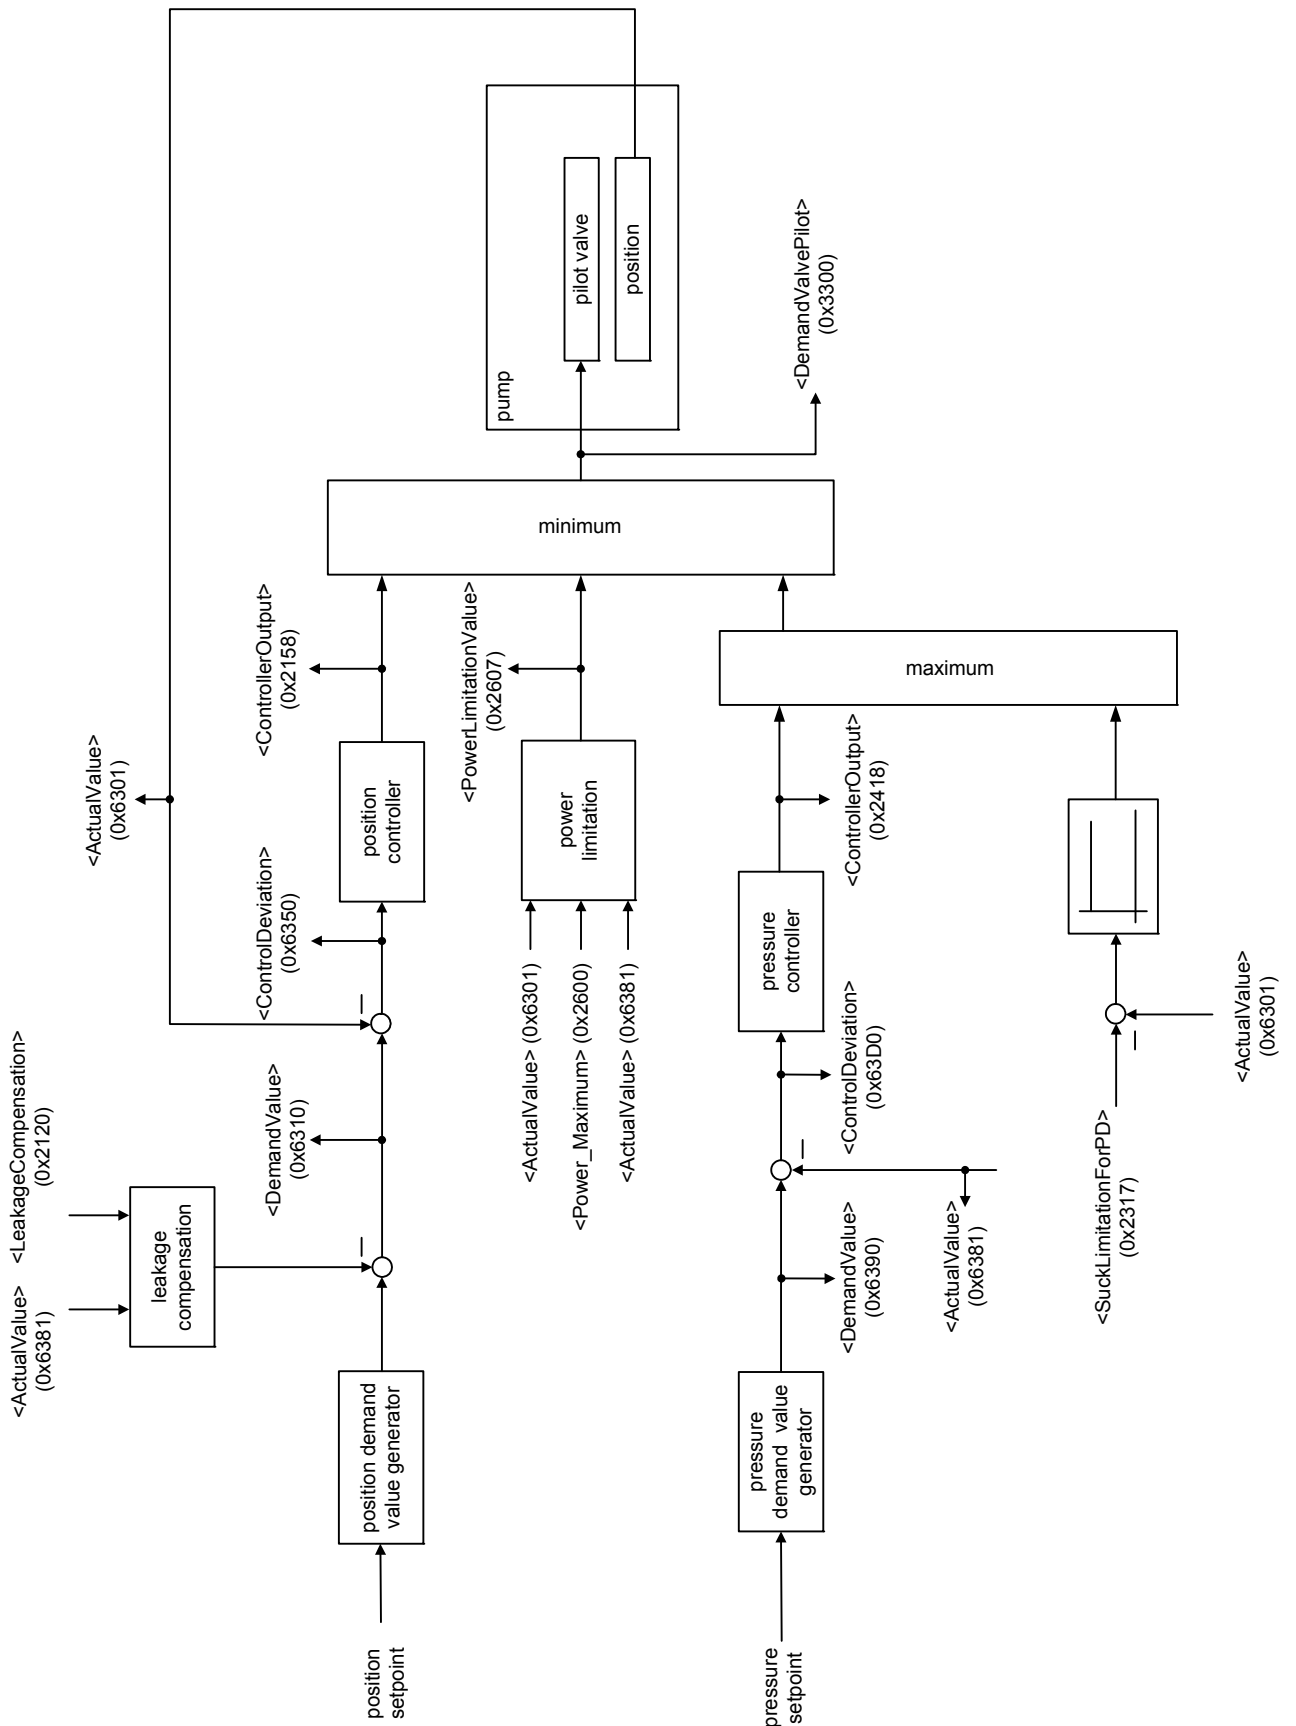 <ActualValue>
(0x6381)
<LeakageCompensation>
(0x2120)
leakage
compensation
<ActualValue>
(0x6301)
position
setpoint
position demand
value generator
<DemandValue>
(0x6310)
<ControlDeviation>
(0x6350)
position
controller
<ControllerOutput>
(0x2158)
<ActualValue> (0x6301)
<Power_Maximum> (0x2600)
<ActualValue> (0x6381)
power
limitation
<PowerLimitationValue>
(0x2607)
minimum
pump
pilot valve
position
<DemandValvePilot>
(0x3300)
pressure
setpoint
pressure
demand value
generator
<DemandValue>
(0x6390)
<ActualValue>
(0x6381)
<ControlDeviation>
(0x63D0)
pressure
controller
<ControllerOutput>
(0x2418)
maximum
<SuckLimitationForPD>
(0x2317)
<ActualValue>
(0x6301)